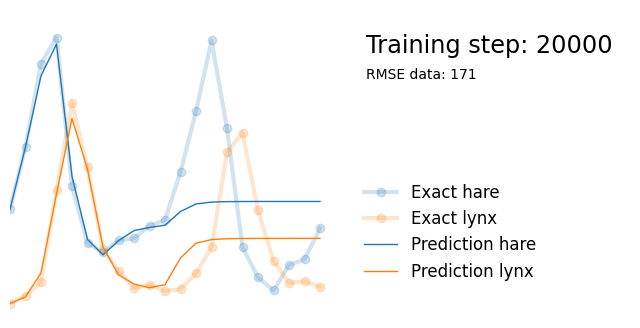 Training step: 20000
RMSE data: 171
Exact hare
Exact lynx
Prediction hare
Prediction lynx